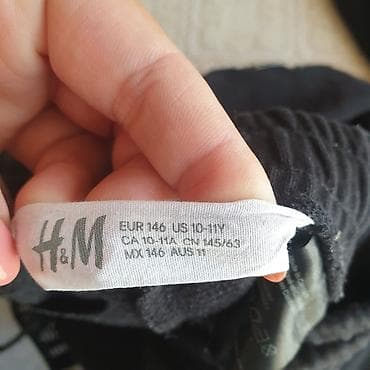 H&M
EUR 146 US 10-11Y
CA 10-11A CN 145/63
MX 146 AUS 11